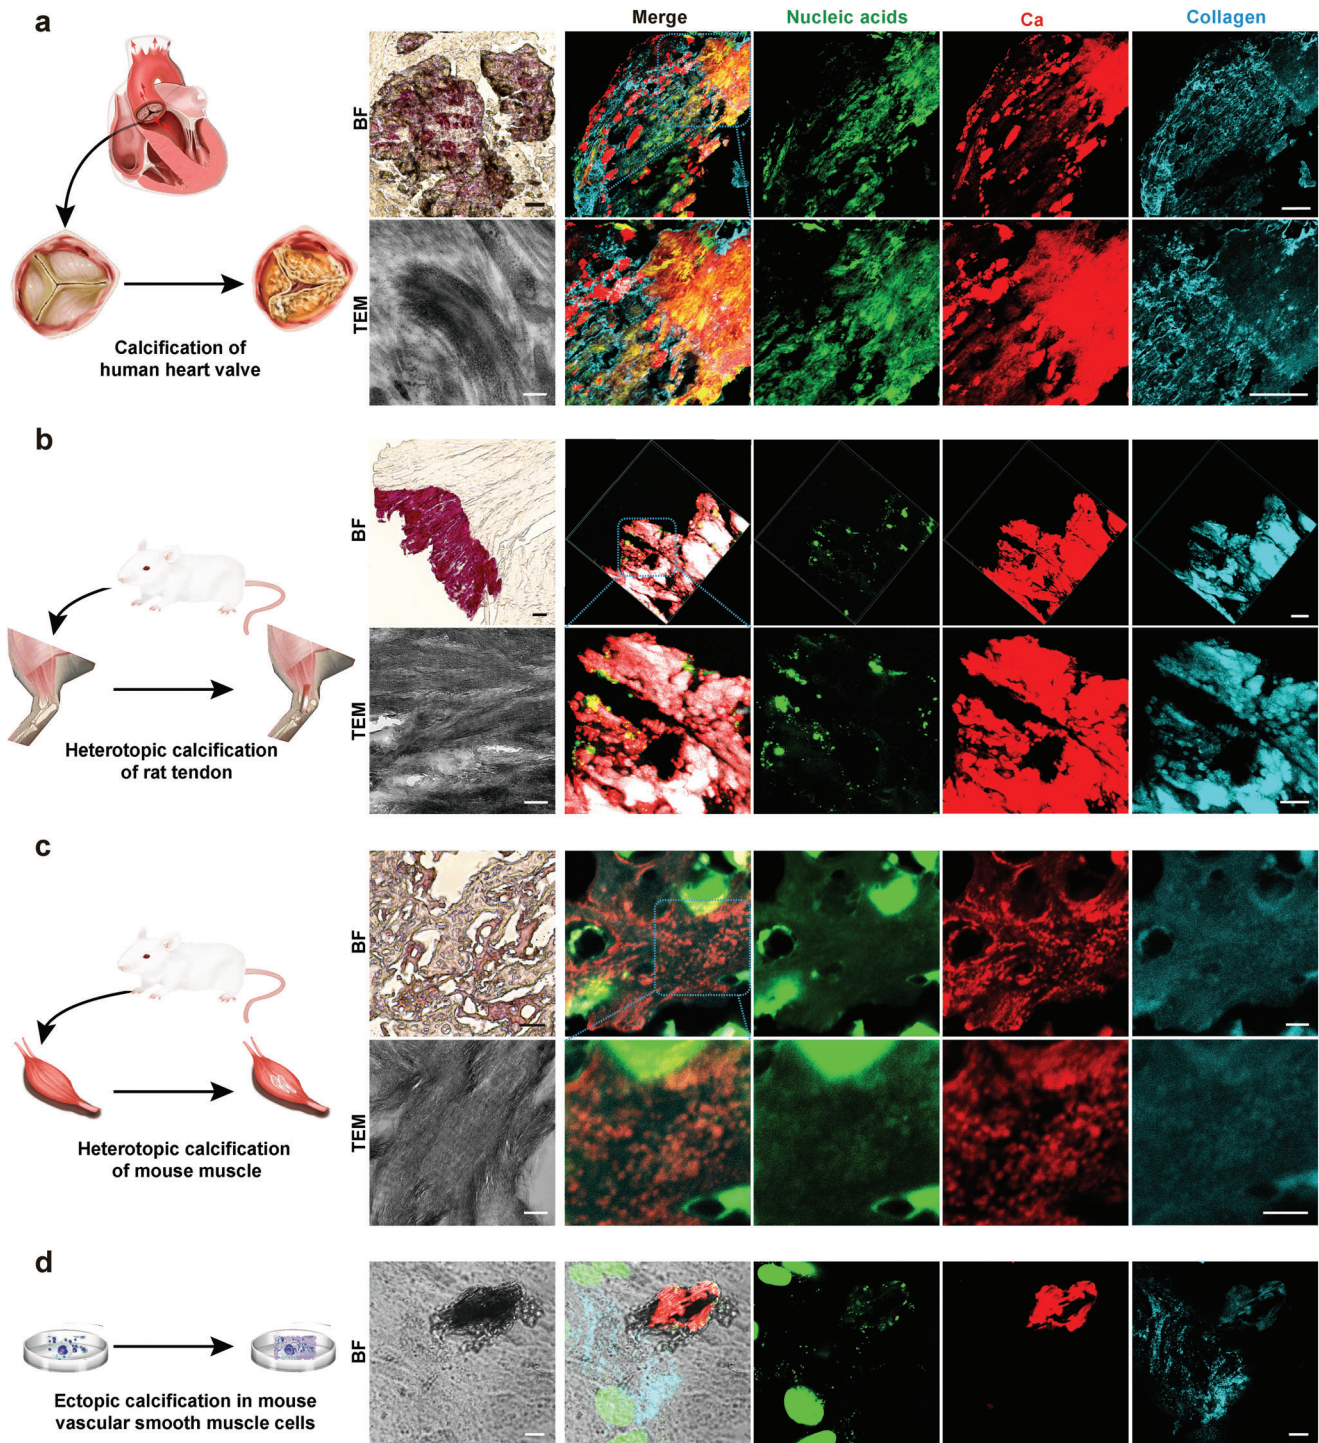 a
Merge
Nucleic acids
Ca
Collagen
BF
TEM
Calcification of
human heart valve
b
BF
TEM
Heterotopic calcification
of rat tendon
c
BF
TEM
Heterotopic calcification
of mouse muscle
d
BF
Ectopic calcification in mouse
vascular smooth muscle cells